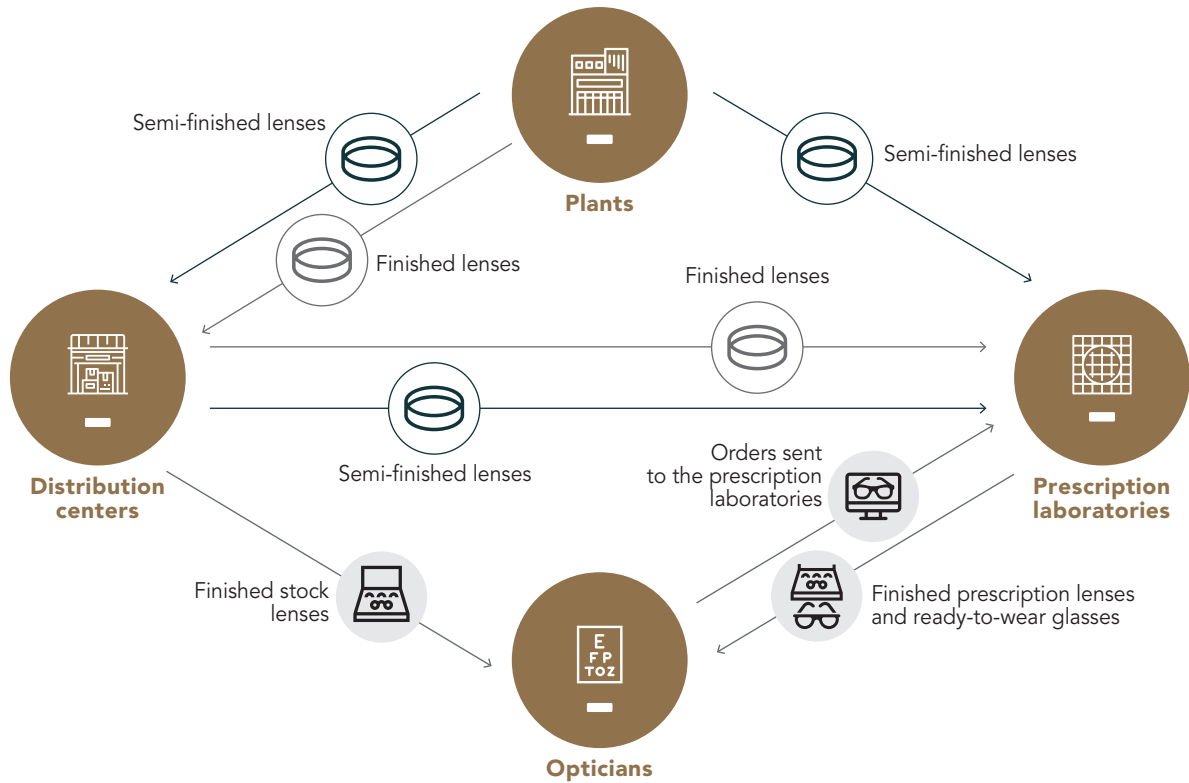 Semi-finished lenses
Semi-finished lenses
Plants
Finished lenses
Finished lenses
Semi-finished lenses
Distribution
centers
Orders sent
to the prescription
laboratories
Prescription
laboratories
Finished stock
lenses
Finished prescription lenses
and ready-to-wear glasses
E
F P
TOZ
Opticians